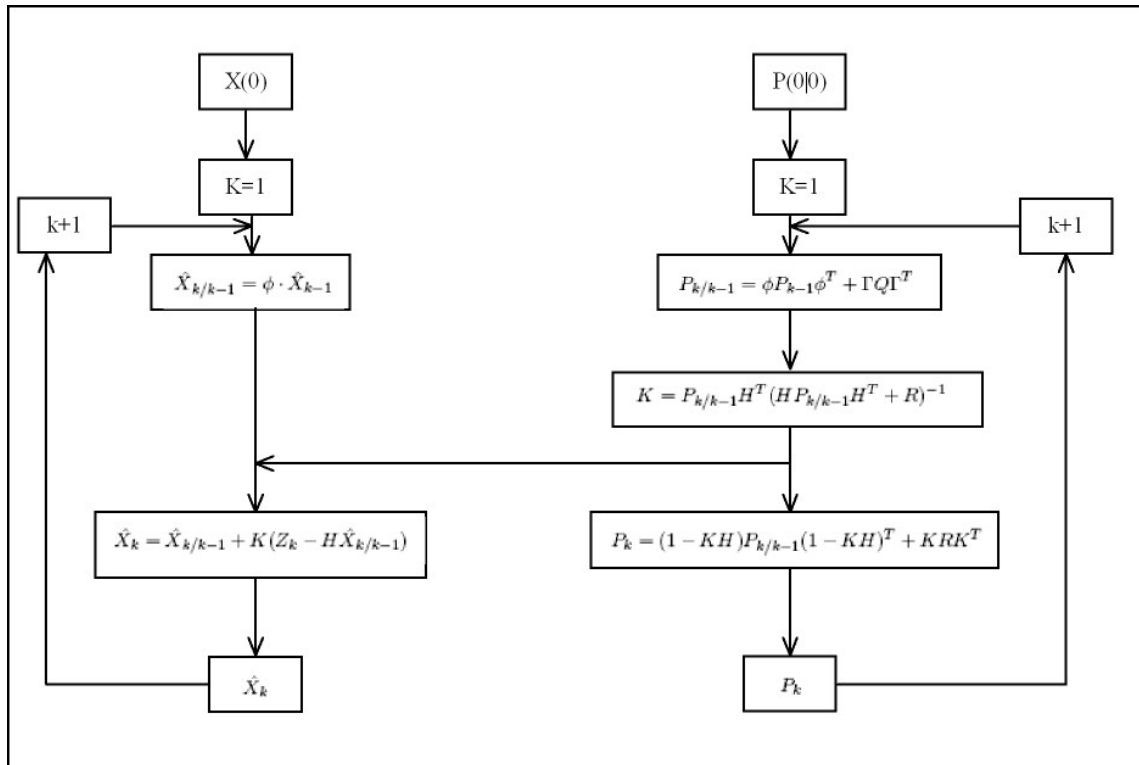 X(0)
P(0|0)
K=1
K=1
k+1
k+1
X̂_{k/k−1} = ϕ · X̂_{k−1}
P_{k/k−1} = ϕP_{k−1}ϕ^T + ΓQΓ^T
K = P_{k/k−1}H^T(HP_{k/k−1}H^T + R)^{−1}
X̂_k = X̂_{k/k−1} + K(Z_k − HX̂_{k/k−1})
P_k = (1 − KH)P_{k/k−1}(1 − KH)^T + KRK^T
X̂_k
P_k